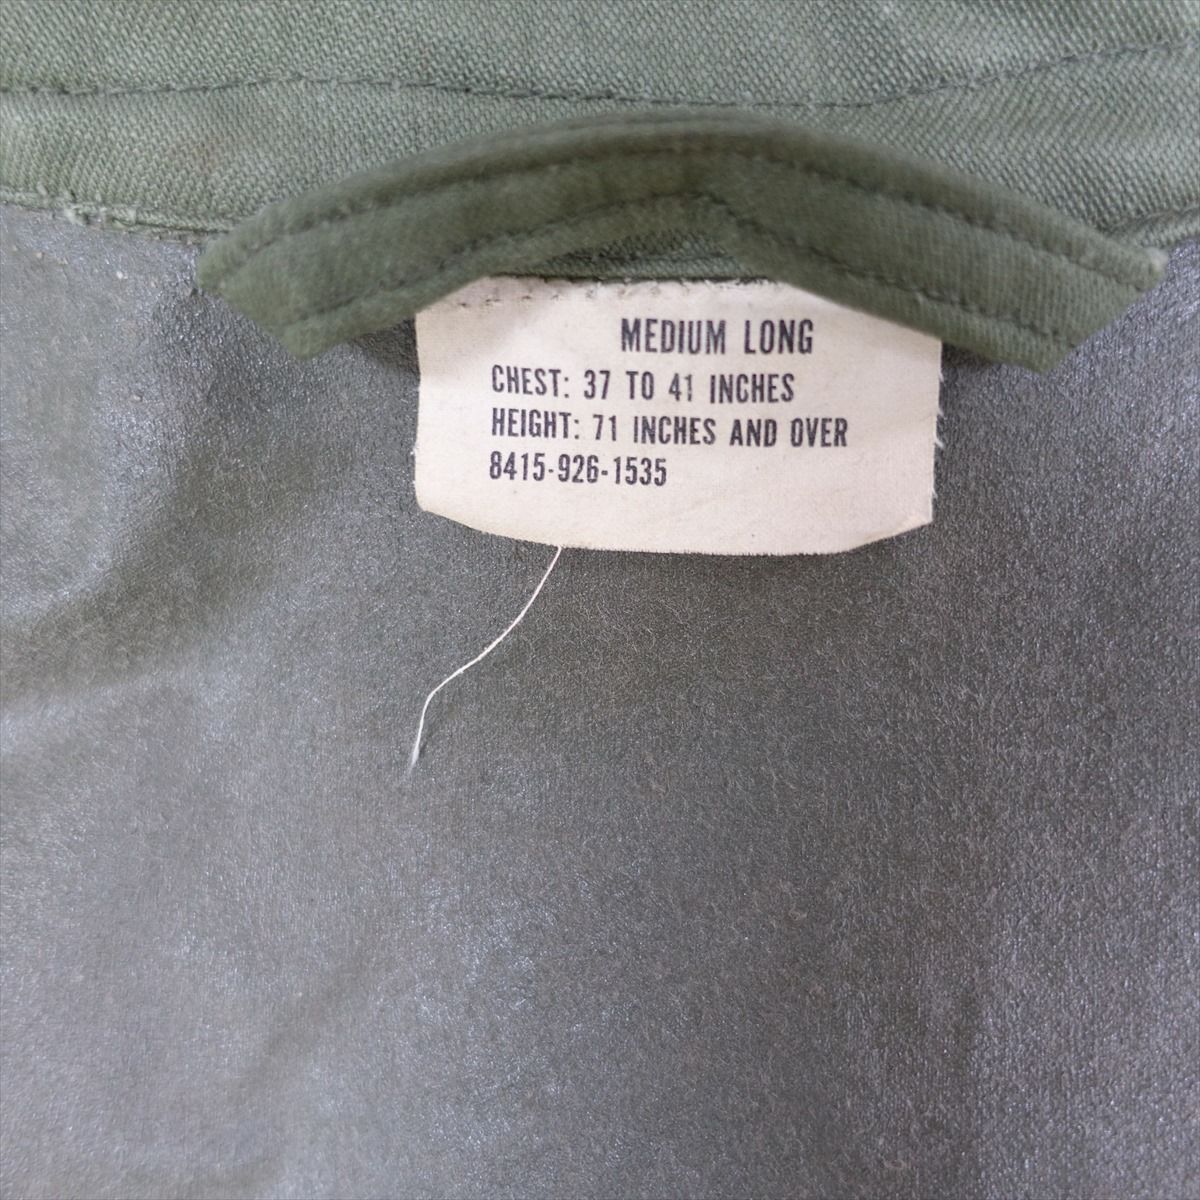 MEDIUM LONG
CHEST: 37 TO 41 INCHES
HEIGHT: 71 INCHES AND OVER
8415-926-1535